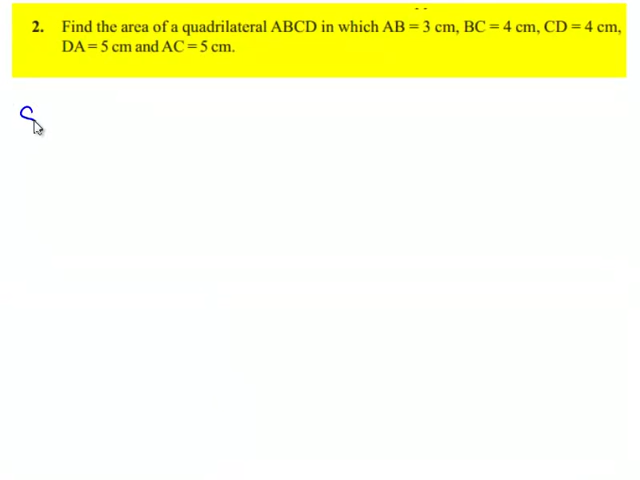 2. Find the area of a quadrilateral ABCD in which AB = 3 cm, BC = 4 cm, CD = 4 cm,
DA = 5 cm and AC = 5 cm.